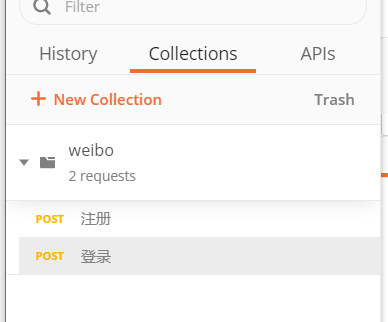 Filter
History Collections APIs
+ New Collection Trash
weibo
2 requests
POST 注册
POST 登录